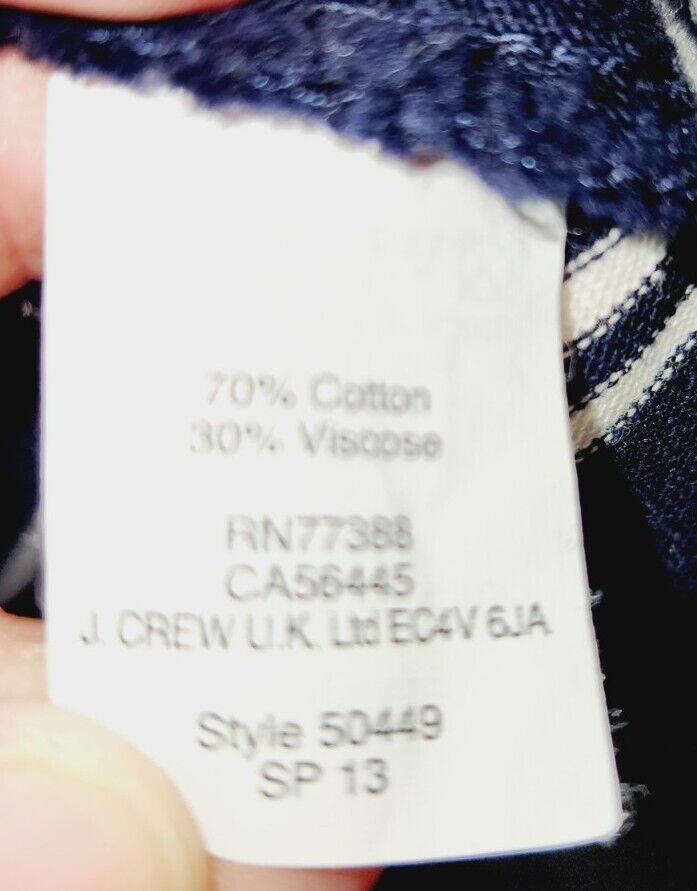 70% Cotton
30% Viscose
RN77388
CA56445
J. CREW U.K. Ltd EC4V 6JA
Style 50449
SP 13